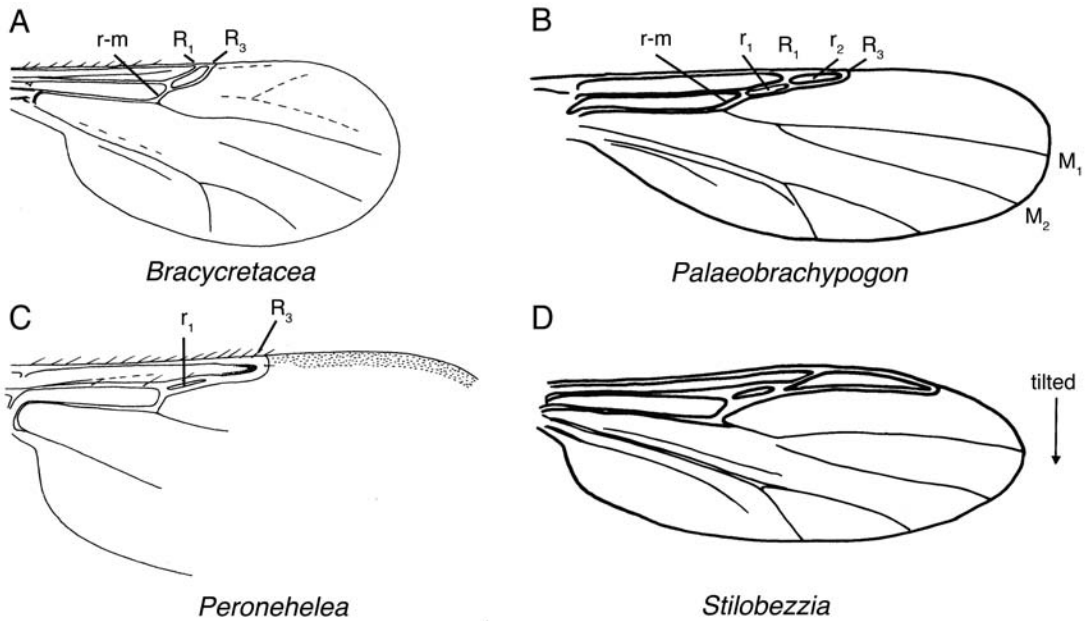 A
r-m R₁ R₃
Bracycretacea
B
r-m r₁ R₁ r₂ R₃
M₁
M₂
Palaeobrachypogon
C
r₁ R₃
Peronehelea
D
tilted
Stilobezzia